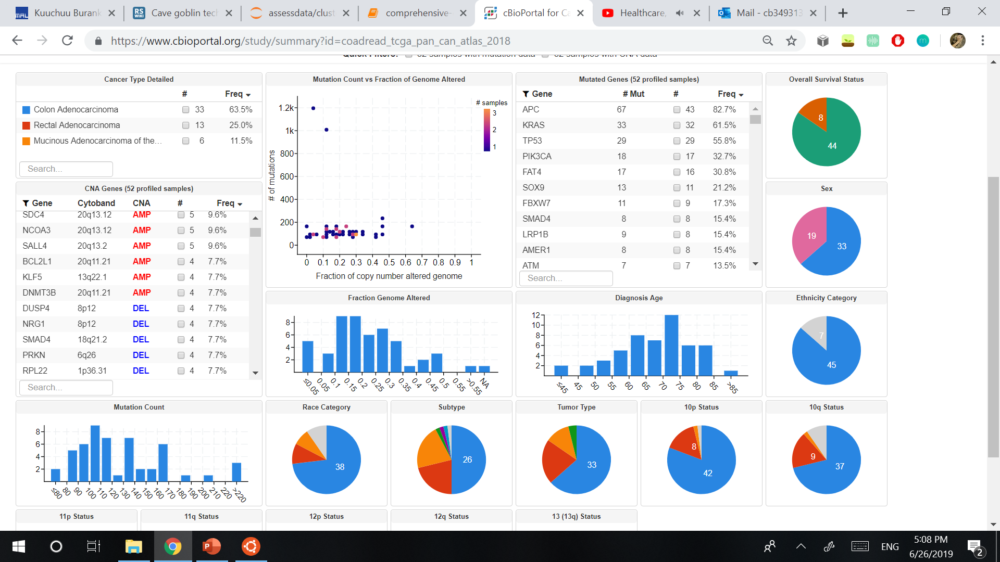 Kuuchuu Burank
Cave goblin tech
assessdata/clust
comprehensive-
cBioPortal for Ca
Healthcare,
Mail - cb349313
https://www.cbioportal.org/study/summary?id=coadread_tcga_pan_can_atlas_2018
Quick Filters: 52 samples with mutation data 52 samples with CNA data
Cancer Type Detailed
# Freq
Colon Adenocarcinoma 33 63.5%
Rectal Adenocarcinoma 13 25.0%
Mucinous Adenocarcinoma of the... 6 11.5%
Search...
CNA Genes (52 profiled samples)
Gene Cytoband CNA # Freq
SDC4 20q13.12 AMP 5 9.6%
NCOA3 20q13.12 AMP 5 9.6%
SALL4 20q13.2 AMP 5 9.6%
BCL2L1 20q11.21 AMP 4 7.7%
KLF5 13q22.1 AMP 4 7.7%
DNMT3B 20q11.21 AMP 4 7.7%
DUSP4 8p12 DEL 4 7.7%
NRG1 8p12 DEL 4 7.7%
SMAD4 18q21.2 DEL 4 7.7%
PRKN 6q26 DEL 4 7.7%
RPL22 1p36.31 DEL 4 7.7%
Search...
Mutation Count vs Fraction of Genome Altered
# samples
3
2
1
# of mutations
1.2k
1k
800
600
400
200
0
0 0.1 0.2 0.3 0.4 0.5 0.6 0.7 0.8 0.9 1
Fraction of copy number altered genome
Mutated Genes (52 profiled samples)
Gene # Mut # Freq
APC 67 43 82.7%
KRAS 33 32 61.5%
TP53 29 29 55.8%
PIK3CA 18 17 32.7%
FAT4 17 16 30.8%
SOX9 13 11 21.2%
FBXW7 11 9 17.3%
SMAD4 8 8 15.4%
LRP1B 9 8 15.4%
AMER1 8 8 15.4%
ATM 7 7 13.5%
Search...
Overall Survival Status
8
44
Sex
19
33
Fraction Genome Altered
8
6
4
2
≤0.05 0.05 0.1 0.15 0.2 0.25 0.3 0.35 0.4 0.45 0.5 0.55 >0.55 NA
Diagnosis Age
12
10
8
6
4
2
≤45 45 50 55 60 65 70 75 80 85 >85
Ethnicity Category
7
45
Mutation Count
8
6
4
2
≤80 80 90 100 110 120 130 140 150 160 170 180 190 200 210 220 >220
Race Category
38
Subtype
26
Tumor Type
33
10p Status
8
42
10q Status
9
37
11p Status
11q Status
12p Status
12q Status
13 (13q) Status
ENG
5:08 PM
6/26/2019
2